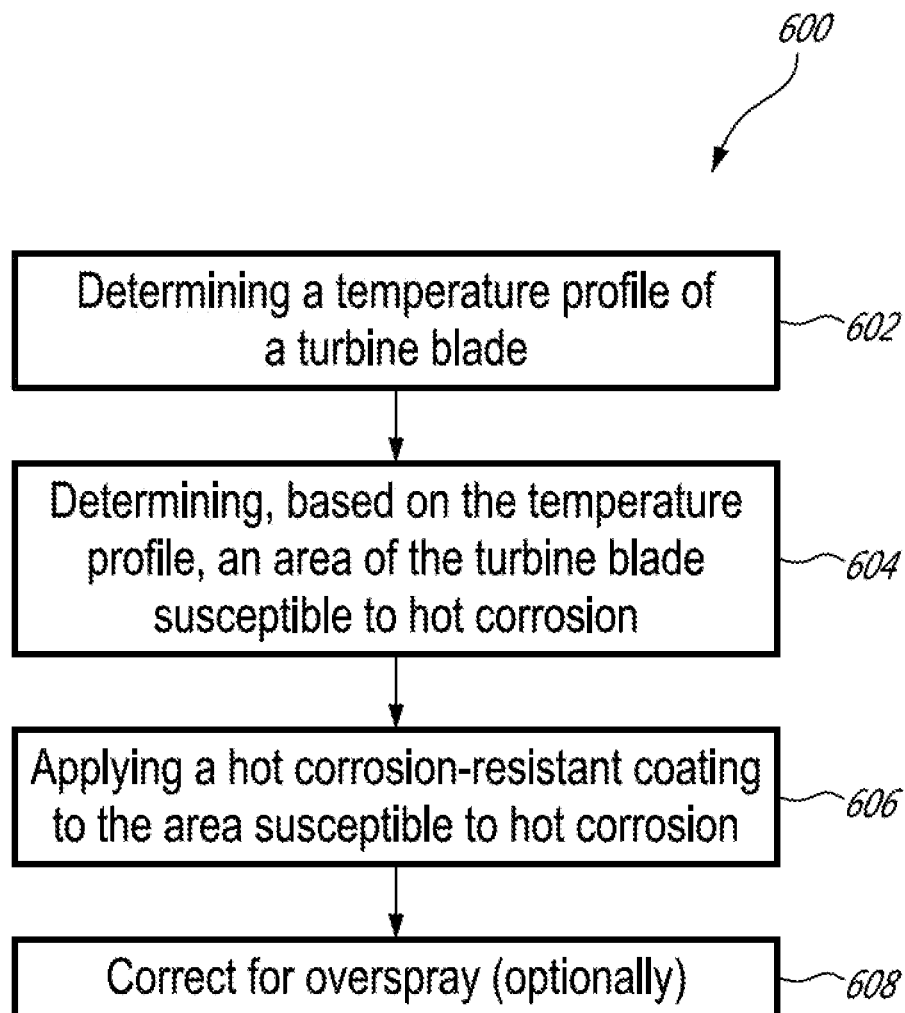 600
Determining a temperature profile of
a turbine blade
602
Determining, based on the temperature
profile, an area of the turbine blade
susceptible to hot corrosion
604
Applying a hot corrosion-resistant coating
to the area susceptible to hot corrosion
606
Correct for overspray (optionally)
608